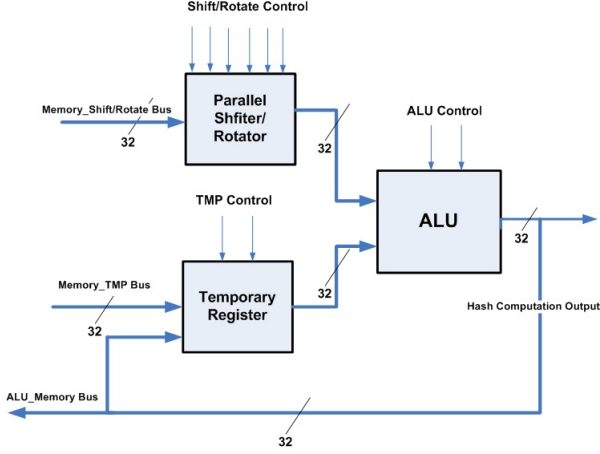 Shift/Rotate Control
Memory_Shift/Rotate Bus
32
Parallel
Shfiter/
Rotator
32
ALU Control
TMP Control
ALU
32
Memory_TMP Bus
32
Temporary
Register
32
Hash Computation Output
ALU_Memory Bus
32